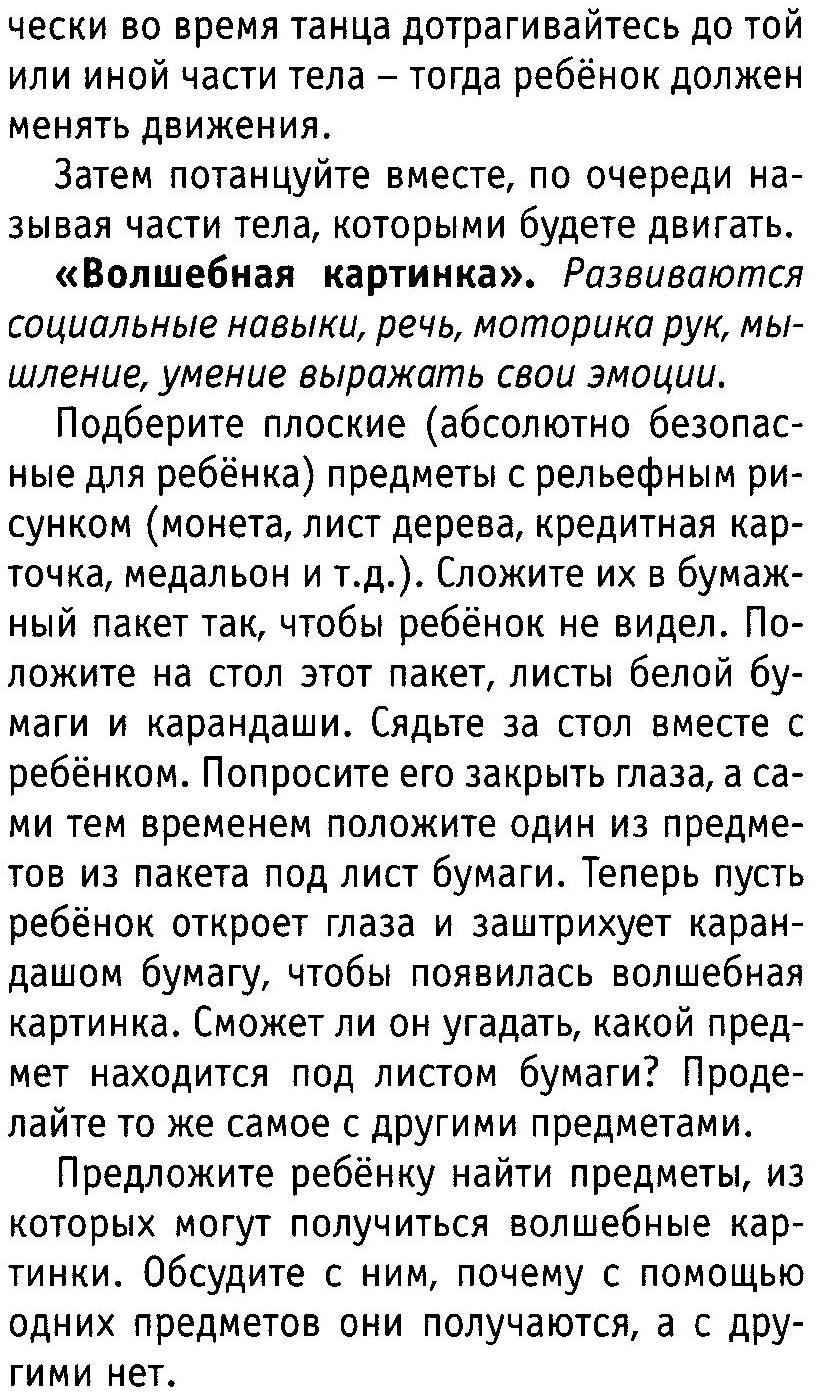 чески во время танца дотрагивайтесь до той
или иной части тела – тогда ребёнок должен
менять движения.
Затем потанцуйте вместе, по очереди на-
зывая части тела, которыми будете двигать.
«Волшебная картинка». Развиваются
социальные навыки, речь, моторика рук, мы-
шление, умение выражать свои эмоции.
Подберите плоские (абсолютно безопас-
ные для ребёнка) предметы с рельефным ри-
сунком (монета, лист дерева, кредитная кар-
точка, медальон и т.д.). Сложите их в бумаж-
ный пакет так, чтобы ребёнок не видел. По-
ложите на стол этот пакет, листы белой бу-
маги и карандаши. Сядьте за стол вместе с
ребёнком. Попросите его закрыть глаза, а са-
ми тем временем положите один из предме-
тов из пакета под лист бумаги. Теперь пусть
ребёнок откроет глаза и заштрихует каран-
дашом бумагу, чтобы появилась волшебная
картинка. Сможет ли он угадать, какой пред-
мет находится под листом бумаги? Проде-
лайте то же самое с другими предметами.
Предложите ребёнку найти предметы, из
которых могут получиться волшебные кар-
тинки. Обсудите с ним, почему с помощью
одних предметов они получаются, а с дру-
гими нет.